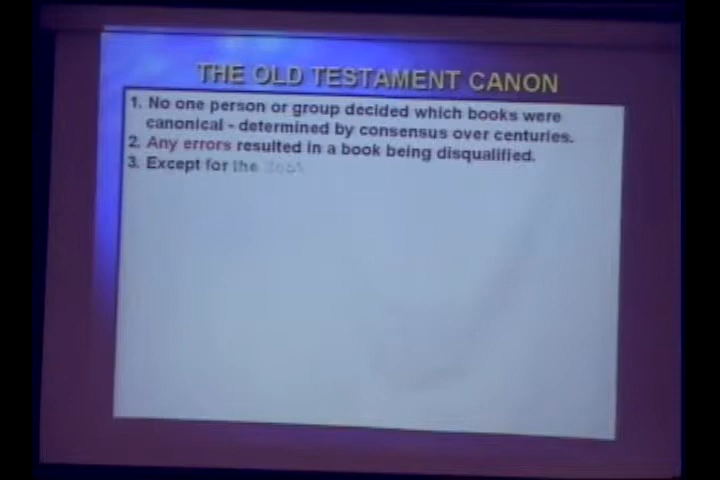 THE OLD TESTAMENT CANON
1. No one person or group decided which books were
canonical - determined by consensus over centuries.
2. Any errors resulted in a book being disqualified.
3. Except for the